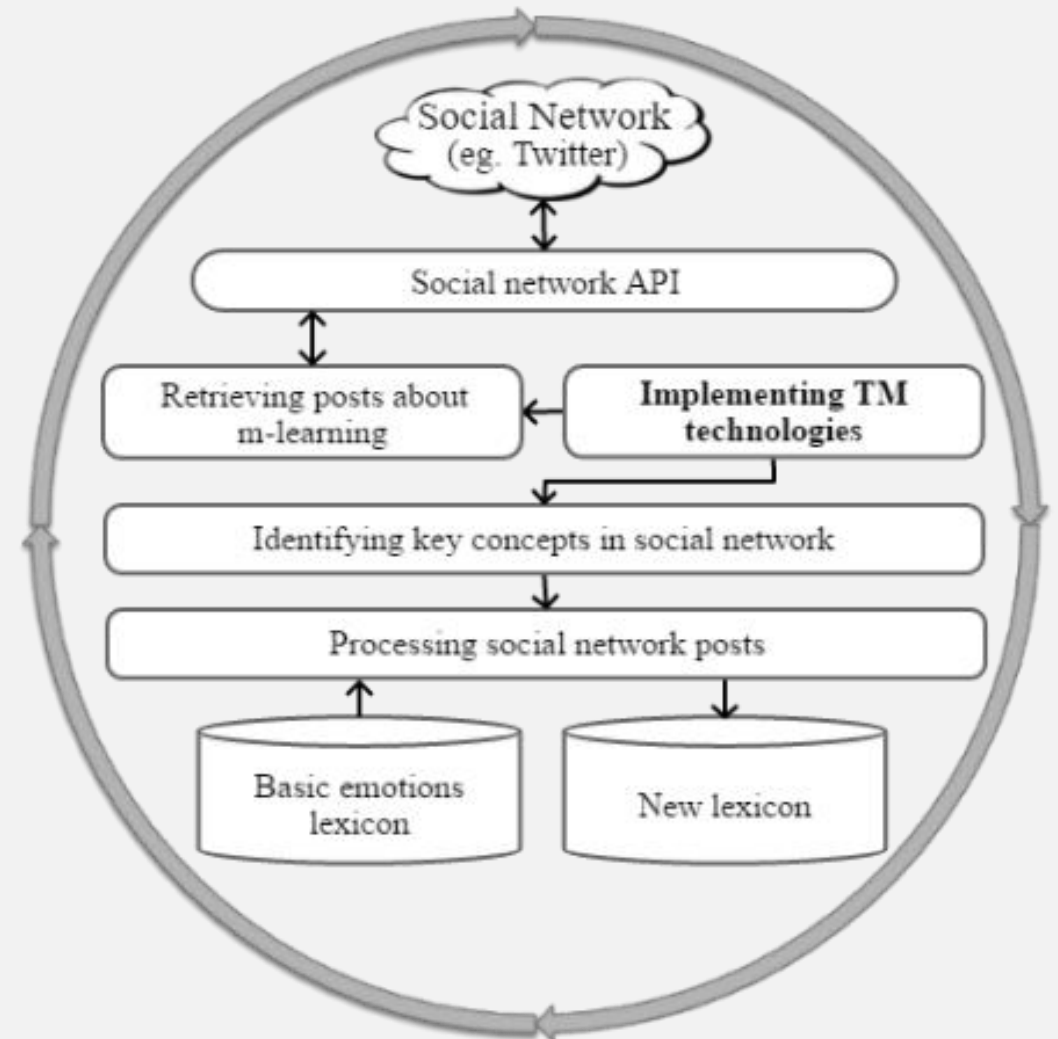 Social Network
(eg. Twitter)
Social network API
Retrieving posts about
m-learning
Implementing TM
technologies
Identifying key concepts in social network
Processing social network posts
Basic emotions
lexicon
New lexicon